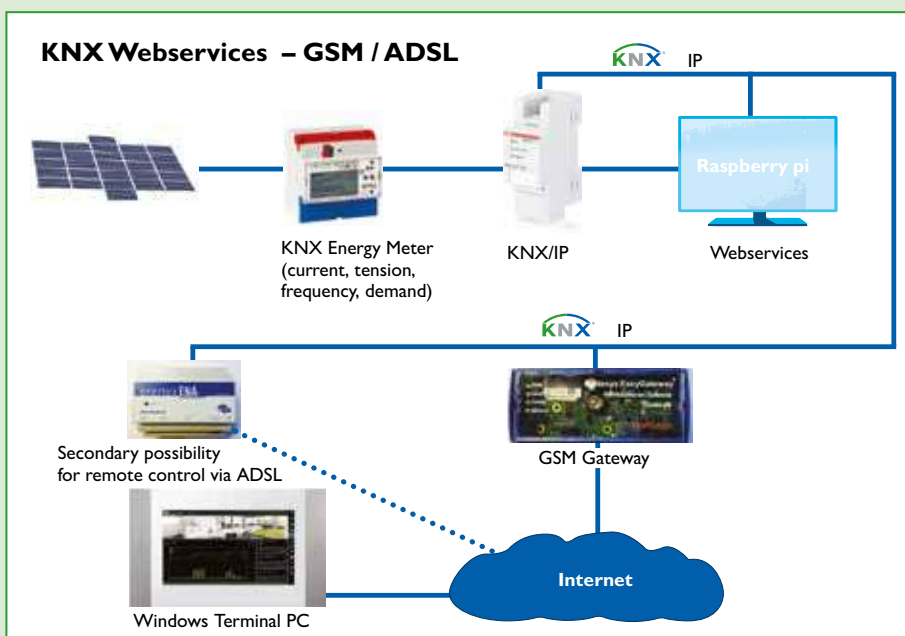 KNX Webservices – GSM / ADSL
KNX IP
Raspberry pi
KNX Energy Meter
(current, tension,
frequency, demand)
KNX/IP
Webservices
KNX IP
Secondary possibility
for remote control via ADSL
GSM Gateway
Internet
Windows Terminal PC